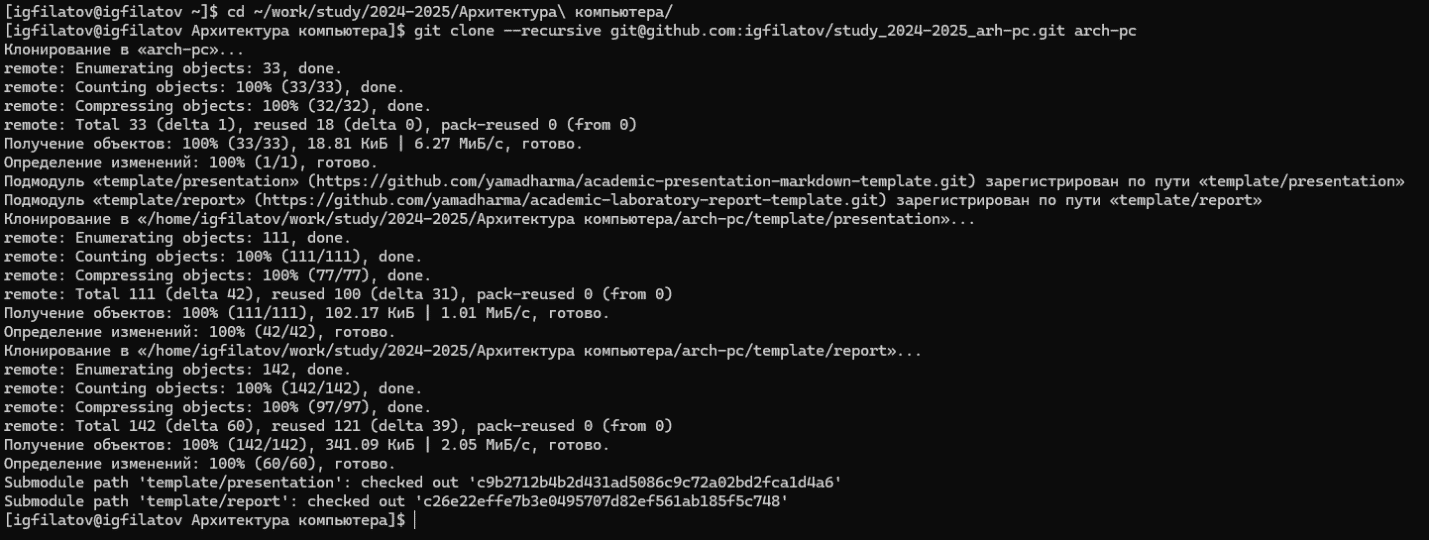 [igfilatov@igfilatov ~]$ cd ~/work/study/2024-2025/Архитектура\ компьютера/
[igfilatov@igfilatov Архитектура компьютера]$ git clone --recursive git@github.com:igfilatov/study_2024-2025_arh-pc.git arch-pc
Клонирование в «arch-pc»...
remote: Enumerating objects: 33, done.
remote: Counting objects: 100% (33/33), done.
remote: Compressing objects: 100% (32/32), done.
remote: Total 33 (delta 1), reused 18 (delta 0), pack-reused 0 (from 0)
Получение объектов: 100% (33/33), 18.81 КиБ | 6.27 МиБ/с, готово.
Определение изменений: 100% (1/1), готово.
Подмодуль «template/presentation» (https://github.com/yamadharma/academic-presentation-markdown-template.git) зарегистрирован по пути «template/presentation»
Подмодуль «template/report» (https://github.com/yamadharma/academic-laboratory-report-template.git) зарегистрирован по пути «template/report»
Клонирование в «/home/igfilatov/work/study/2024-2025/Архитектура компьютера/arch-pc/template/presentation»...
remote: Enumerating objects: 111, done.
remote: Counting objects: 100% (111/111), done.
remote: Compressing objects: 100% (77/77), done.
remote: Total 111 (delta 42), reused 100 (delta 31), pack-reused 0 (from 0)
Получение объектов: 100% (111/111), 102.17 КиБ | 1.01 МиБ/с, готово.
Определение изменений: 100% (42/42), готово.
Клонирование в «/home/igfilatov/work/study/2024-2025/Архитектура компьютера/arch-pc/template/report»...
remote: Enumerating objects: 142, done.
remote: Counting objects: 100% (142/142), done.
remote: Compressing objects: 100% (97/97), done.
remote: Total 142 (delta 60), reused 121 (delta 39), pack-reused 0 (from 0)
Получение объектов: 100% (142/142), 341.09 КиБ | 2.05 МиБ/с, готово.
Определение изменений: 100% (60/60), готово.
Submodule path 'template/presentation': checked out 'c9b2712b4b2d431ad5086c9c72a02bd2fca1d4a6'
Submodule path 'template/report': checked out 'c26e22effe7b3e0495707d82ef561ab185f5c748'
[igfilatov@igfilatov Архитектура компьютера]$